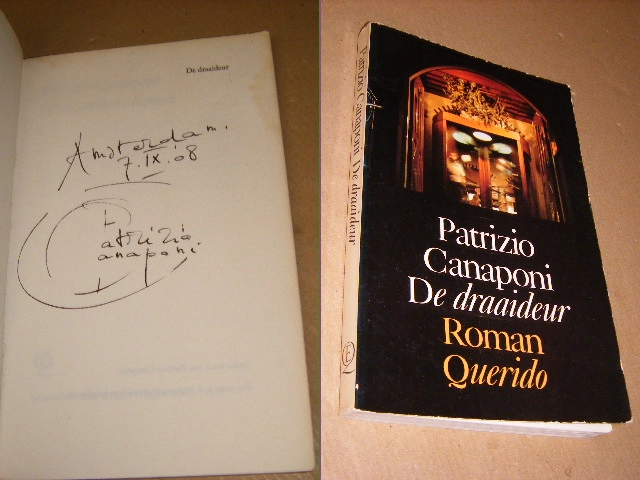 De draaideur
Amsterdam.
7.IX.08
Patrizio
Canaponi.
Patrizio Canaponi De draaideur
Patrizio
Canaponi
De draaideur
Roman
Querido